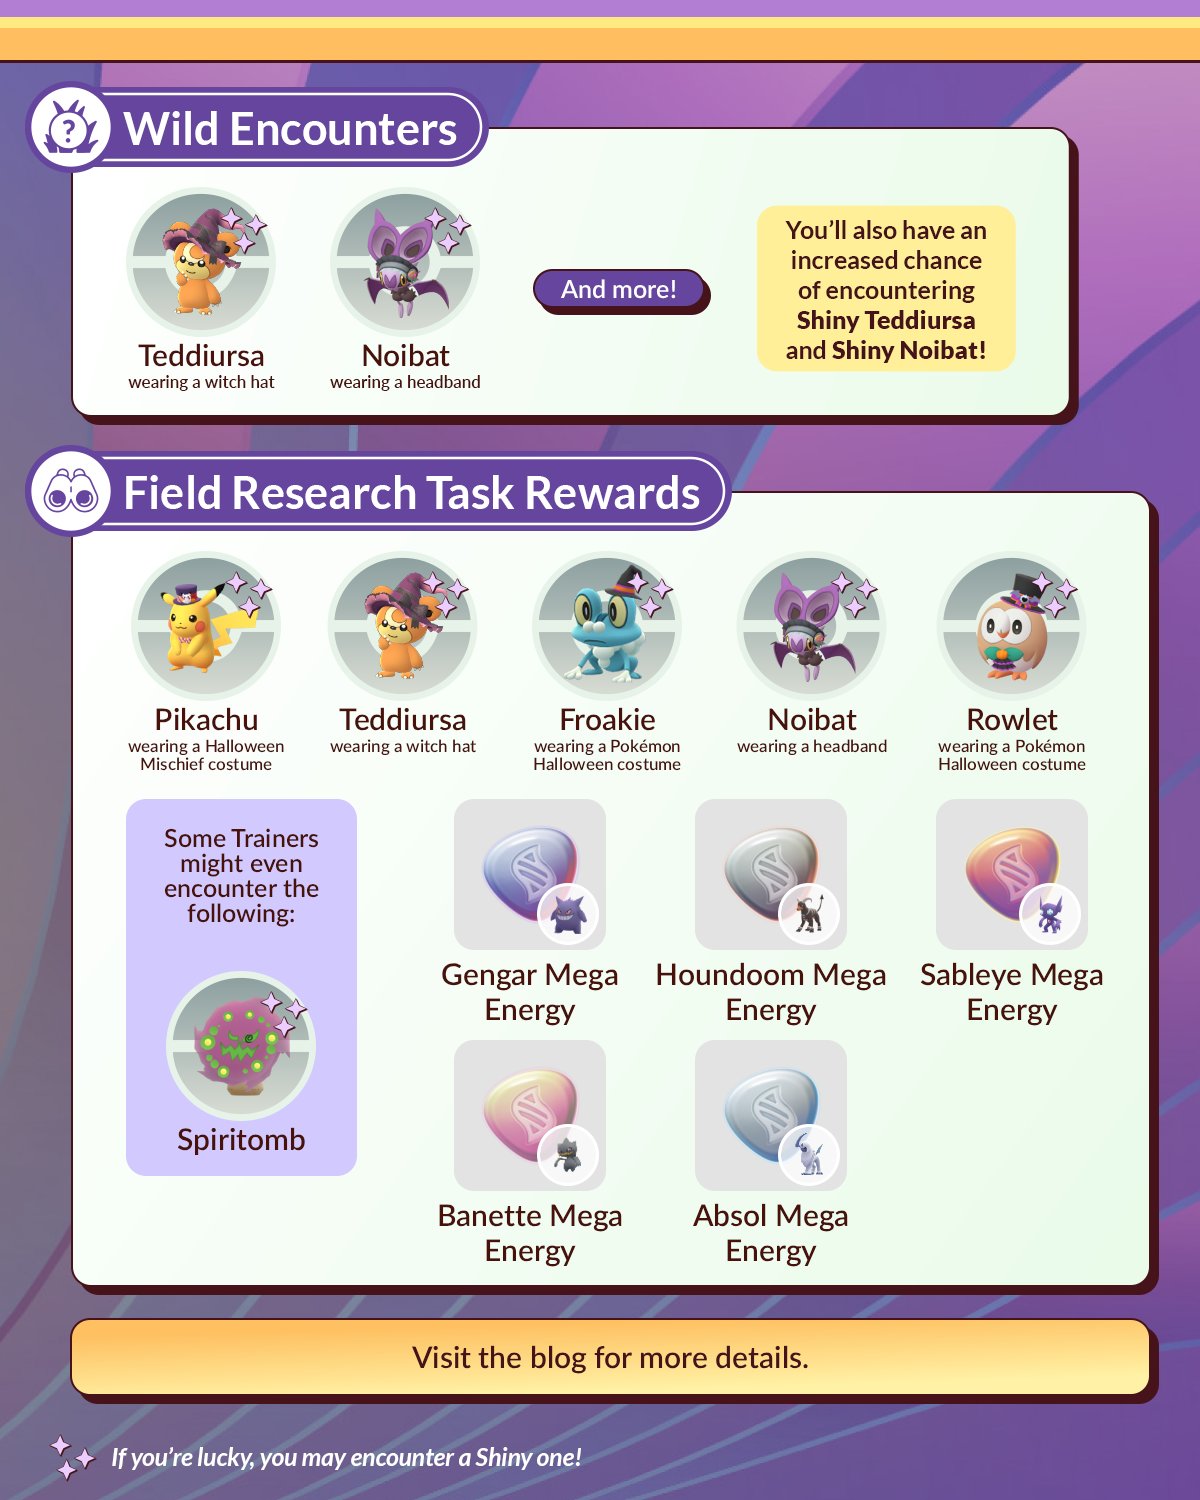 Wild Encounters
Teddiursa
wearing a witch hat
Noibat
wearing a headband
And more!
You'll also have an
increased chance
of encountering
Shiny Teddiursa
and Shiny Noibat!
Field Research Task Rewards
Pikachu
wearing a Halloween
Mischief costume
Teddiursa
wearing a witch hat
Froakie
wearing a Pokémon
Halloween costume
Noibat
wearing a headband
Rowlet
wearing a Pokémon
Halloween costume
Some Trainers
might even
encounter the
following:
Spiritomb
Gengar Mega
Energy
Houndoom Mega
Energy
Sableye Mega
Energy
Banette Mega
Energy
Absol Mega
Energy
Visit the blog for more details.
If you're lucky, you may encounter a Shiny one!